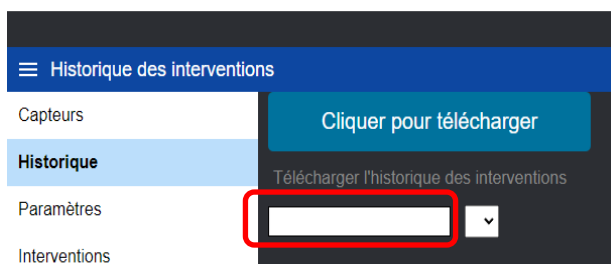 Historique des interventions
Capteurs
Historique
Paramètres
Interventions
Cliquer pour télécharger
Télécharger l'historique des interventions